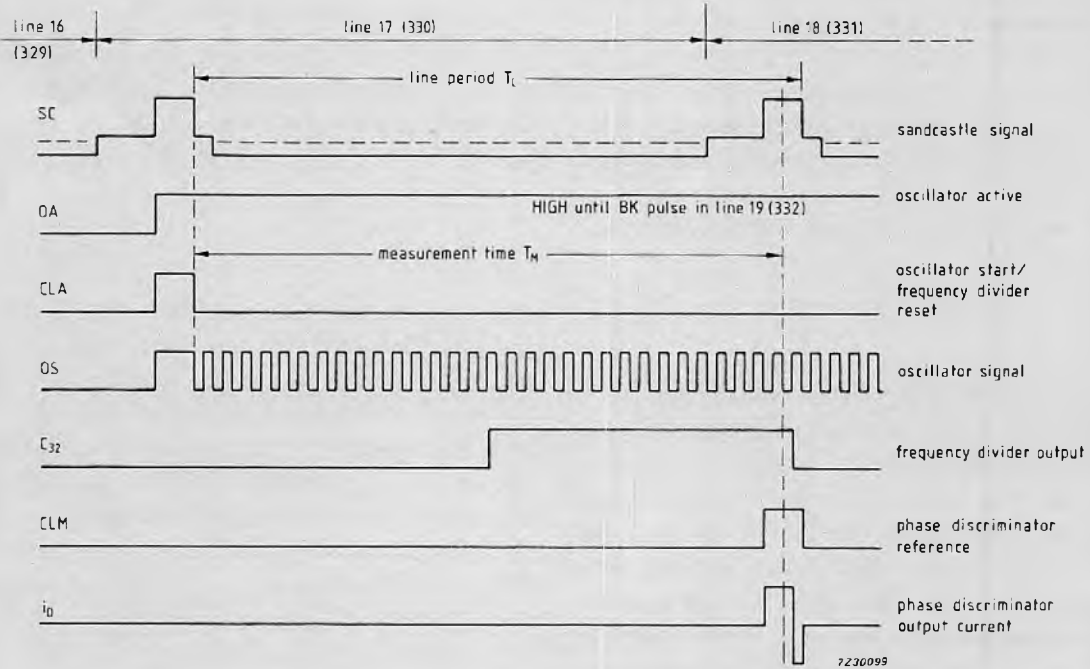 line 16
(329)
line 17 (330)
line 18 (331)
line period T_L
SC
sandcastle signal
OA
oscillator active
HIGH until BK pulse in line 19 (332)
measurement time T_M
CLA
oscillator start/
frequency divider
reset
OS
oscillator signal
C_32
frequency divider output
CLM
phase discriminator
reference
i_D
phase discriminator
output current
7Z30099